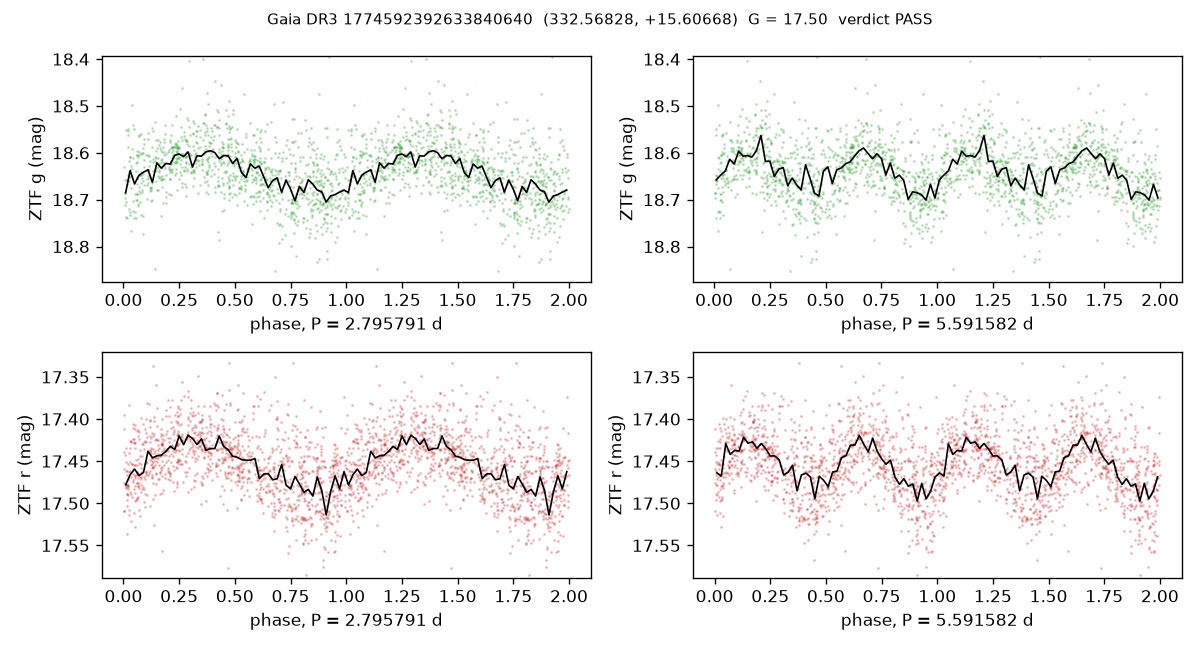 Gaia DR3 1774592392633840640 (332.56828, +15.60668) G = 17.50 verdict PASS
18.4
18.5
18.6
18.7
18.8
ZTF g (mag)
0.00 0.25 0.50 0.75 1.00 1.25 1.50 1.75 2.00
phase, P = 2.795791 d
18.4
18.5
18.6
18.7
18.8
ZTF g (mag)
0.00 0.25 0.50 0.75 1.00 1.25 1.50 1.75 2.00
phase, P = 5.591582 d
17.35
17.40
17.45
17.50
17.55
ZTF r (mag)
0.00 0.25 0.50 0.75 1.00 1.25 1.50 1.75 2.00
phase, P = 2.795791 d
17.35
17.40
17.45
17.50
17.55
ZTF r (mag)
0.00 0.25 0.50 0.75 1.00 1.25 1.50 1.75 2.00
phase, P = 5.591582 d